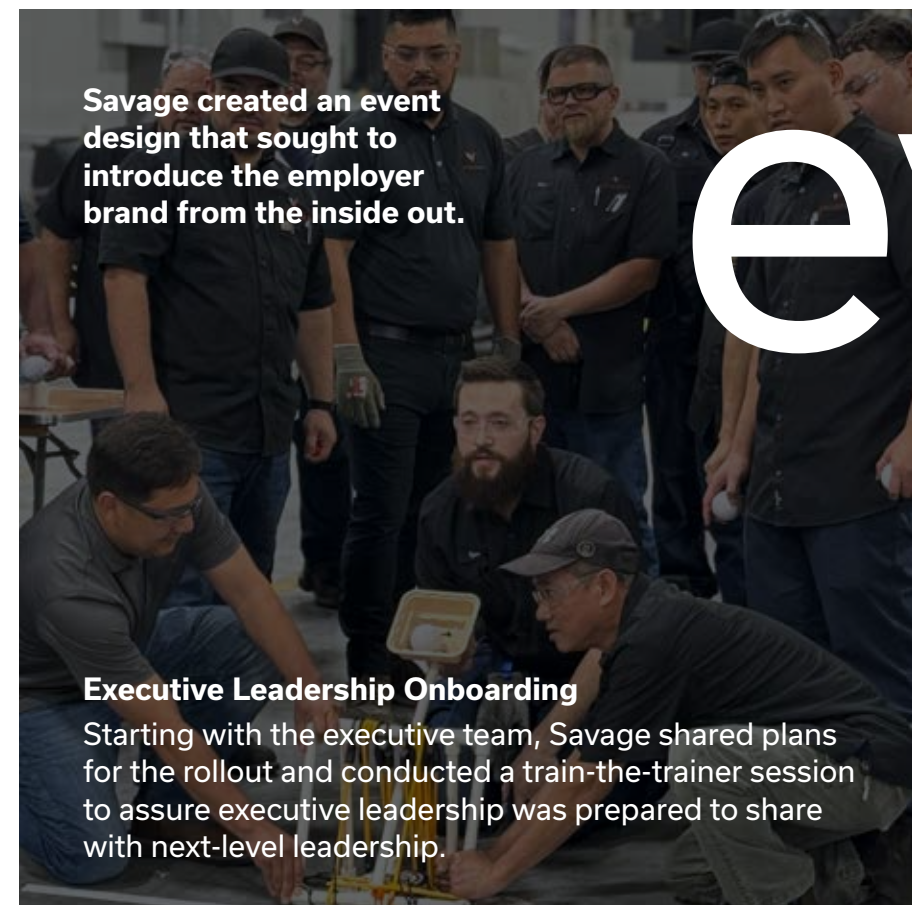 Savage created an event
design that sought to
introduce the employer
brand from the inside out.
ev
Executive Leadership Onboarding
Starting with the executive team, Savage shared plans
for the rollout and conducted a train-the-trainer session
to assure executive leadership was prepared to share
with next-level leadership.